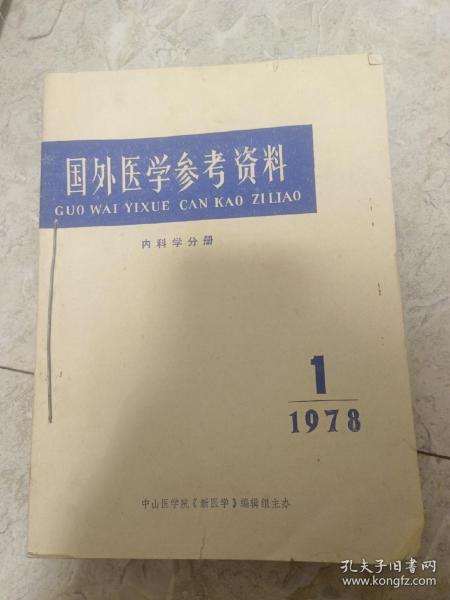 国外医学参考资料
GUO WAI YIXUE CAN KAO ZILIAO
内科学分册
1
1978
中山医学院《新医学》编辑组主办
孔夫子旧书网
www.kongfz.com